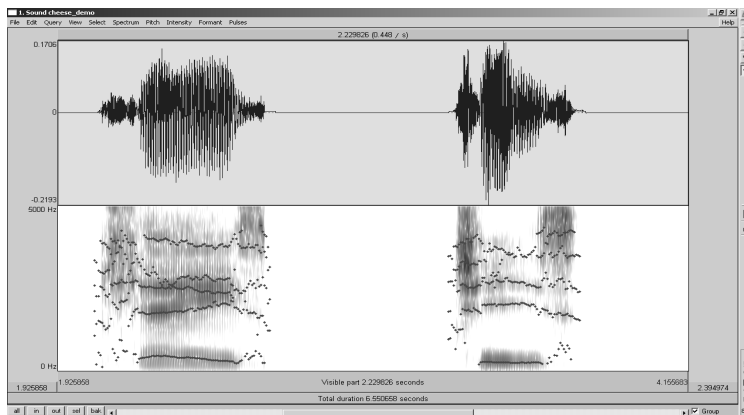 1. Sound cheese_demo
File Edit Query View Select Spectrum Pitch Intensity Formant Pulses Help
2.229826 (0.448 / s)
0.1706
0
-0.2193
5000 Hz
0 Hz
1.925858 Visible part 2.229826 seconds 4.155683
1.925858 2.394974
Total duration 6.550658 seconds
all in out sel bak Group